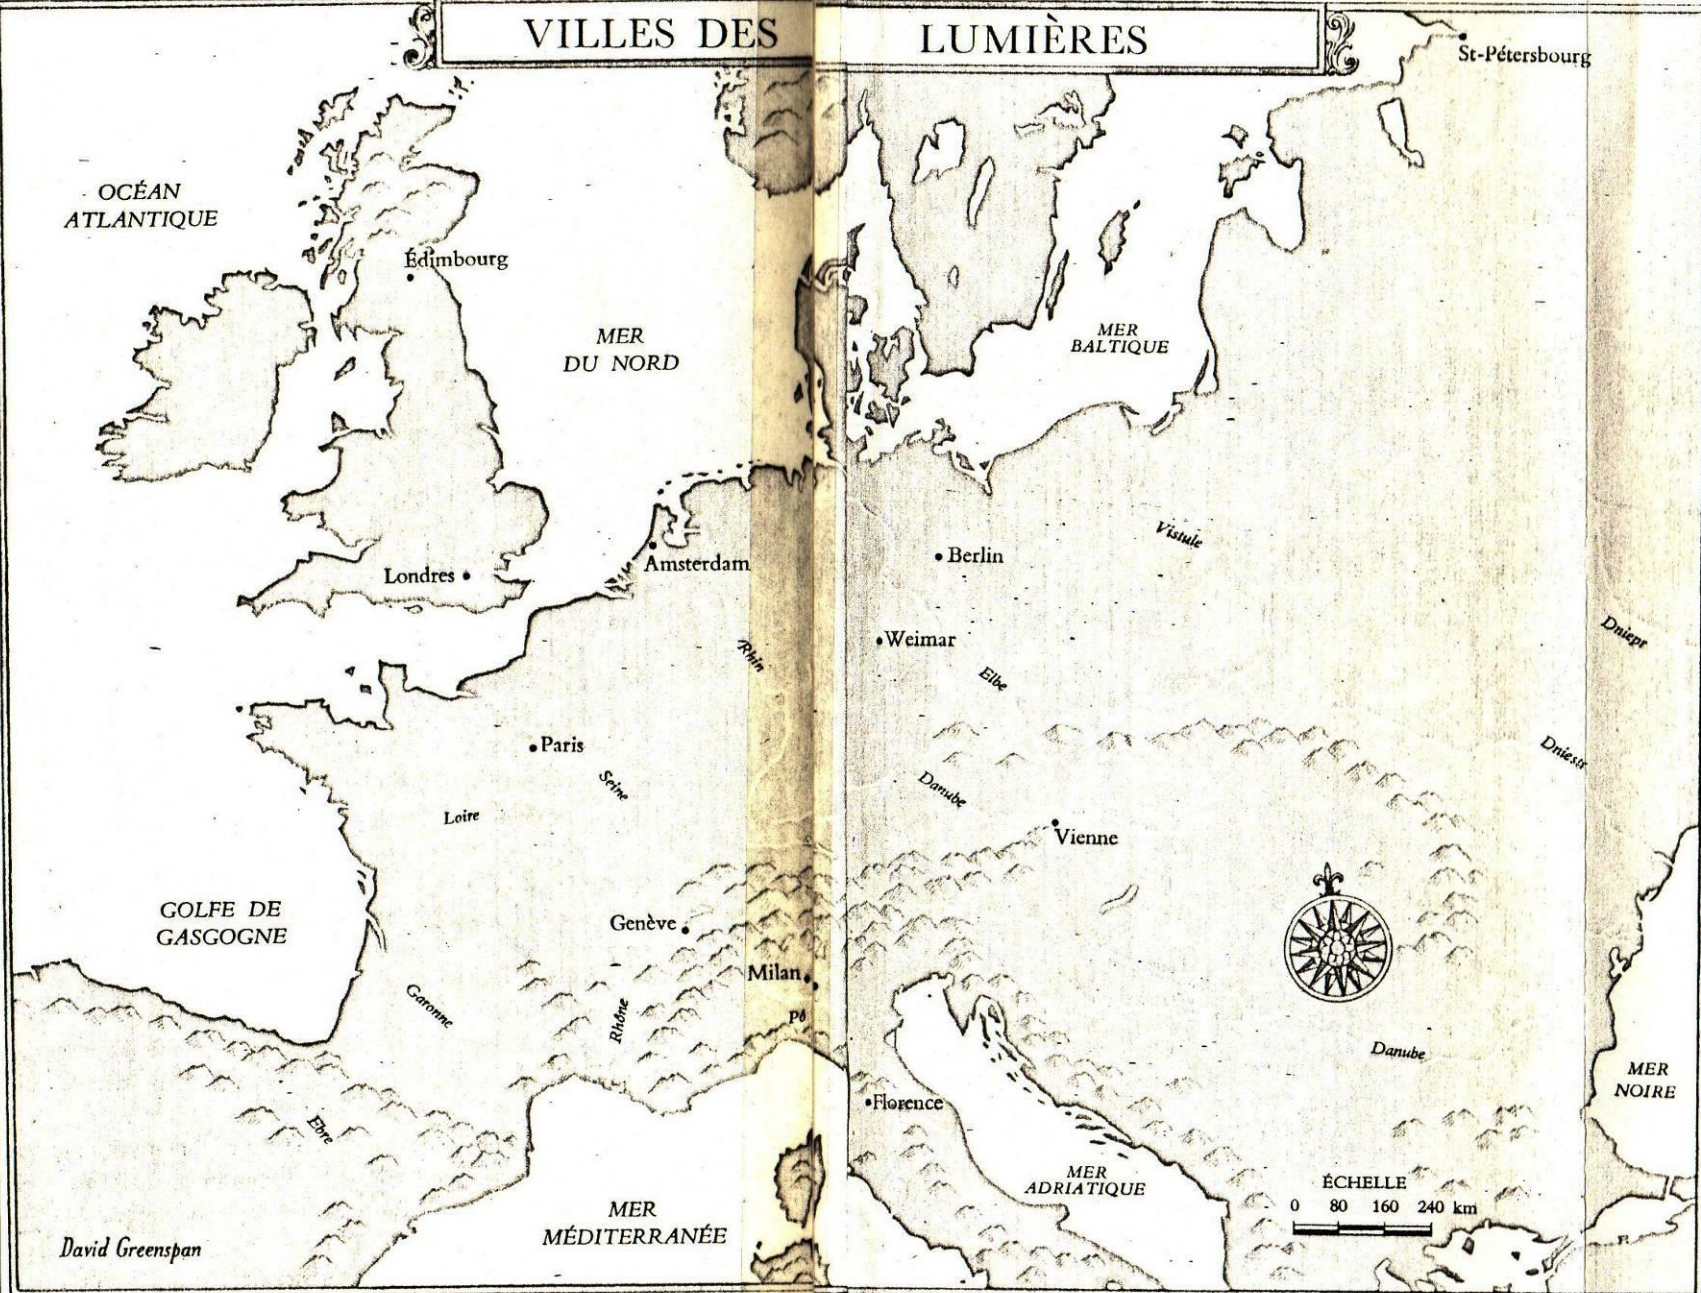 VILLES DES LUMIÈRES
St-Pétersbourg
OCÉAN
ATLANTIQUE
Édimbourg
MER
DU NORD
MER
BALTIQUE
Vistule
Berlin
Amsterdam
Londres
Dniepr
Weimar
Rhin
Elbe
Paris
Dniestr
Seine
Danube
Loire
Vienne
GOLFE DE
GASGOGNE
Genève
Milan
Garonne
Rhône
Pô
Danube
MER
NOIRE
Florence
Ebre
MER
ADRIATIQUE
ÉCHELLE
0 80 160 240 km
MER
MÉDITERRANÉE
David Greenspan